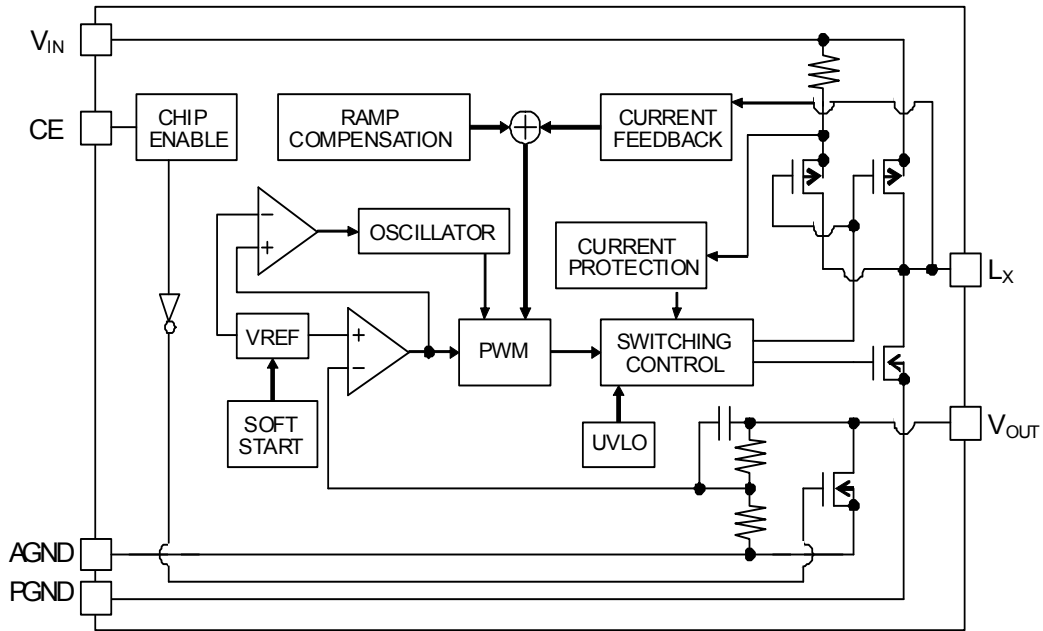 VIN
CE
CHIP
ENABLE
RAMP
COMPENSATION
+
CURRENT
FEEDBACK
−
+
OSCILLATOR
CURRENT
PROTECTION
LX
VREF
+
−
PWM
SWITCHING
CONTROL
SOFT
START
UVLO
VOUT
AGND
PGND